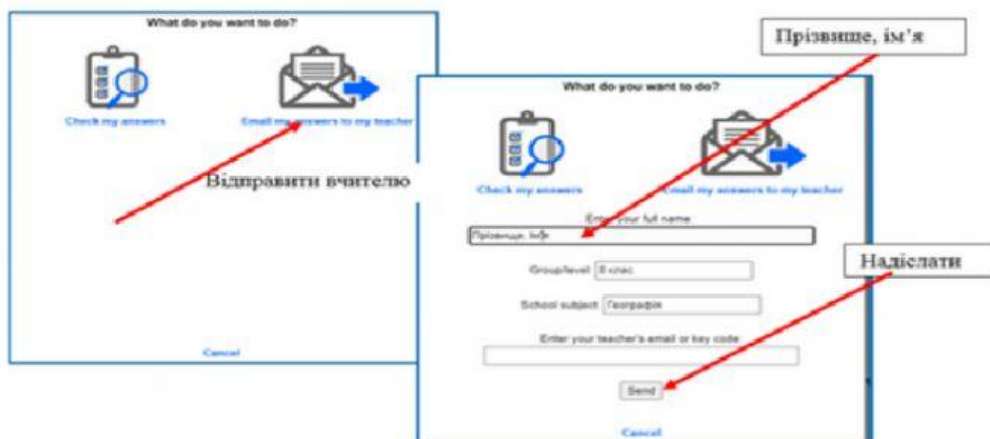 What do you want to do?
Check my answers
Email my answers to my teacher
Відправити вчителю
Cancel
Прізвище, ім’я
What do you want to do?
Check my answers
Email my answers to my teacher
Enter your full name
Прізвище, ім'я
Group/level 8 клас
School subject Географія
Enter your teacher's email or key code
Надіслати
Send
Cancel